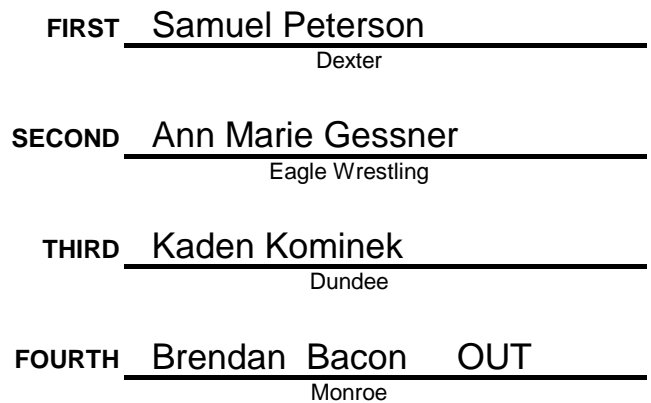 FIRST Samuel Peterson
Dexter
SECOND Ann Marie Gessner
Eagle Wrestling
THIRD Kaden Kominek
Dundee
FOURTH Brendan  Bacon OUT
Monroe